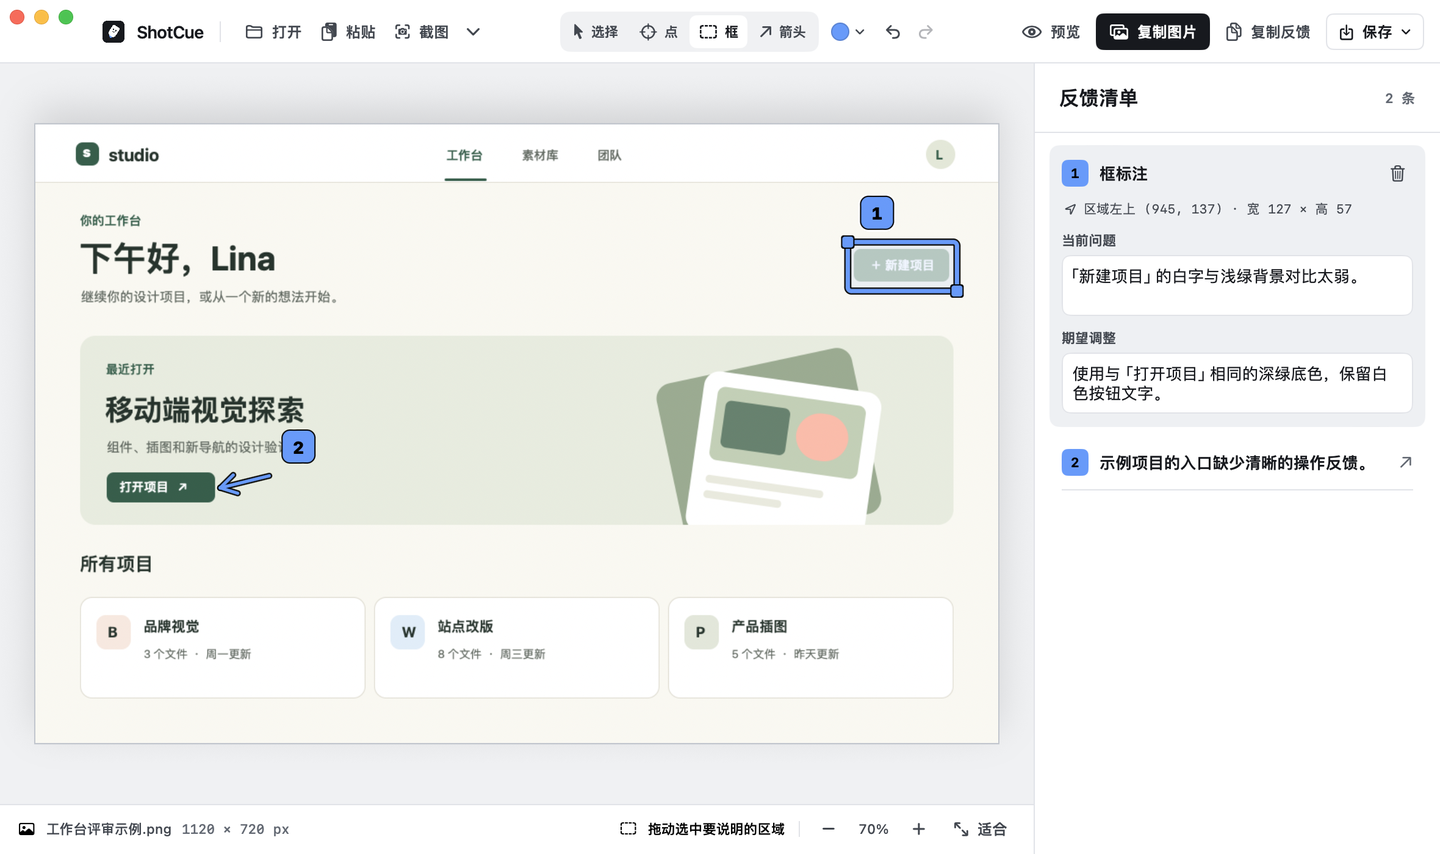 ShotCue
打开
粘贴
截图
选择
点
框
箭头
预览
复制图片
复制反馈
保存
S
studio
工作台
素材库
团队
L
你的工作台
下午好，Lina
继续你的设计项目，或从一个新的想法开始。
1
+ 新建项目
最近打开
移动端视觉探索
组件、插图和新导航的设计验
2
打开项目 ↗
所有项目
B
品牌视觉
3 个文件 · 周一更新
W
站点改版
8 个文件 · 周三更新
P
产品插图
5 个文件 · 昨天更新
反馈清单
2 条
1
框标注
区域左上 (945, 137) · 宽 127 × 高 57
当前问题
「新建项目」的白字与浅绿背景对比太弱。
期望调整
使用与「打开项目」相同的深绿底色，保留白
色按钮文字。
2
示例项目的入口缺少清晰的操作反馈。
工作台评审示例.png 1120 × 720 px
拖动选中要说明的区域
70%
适合